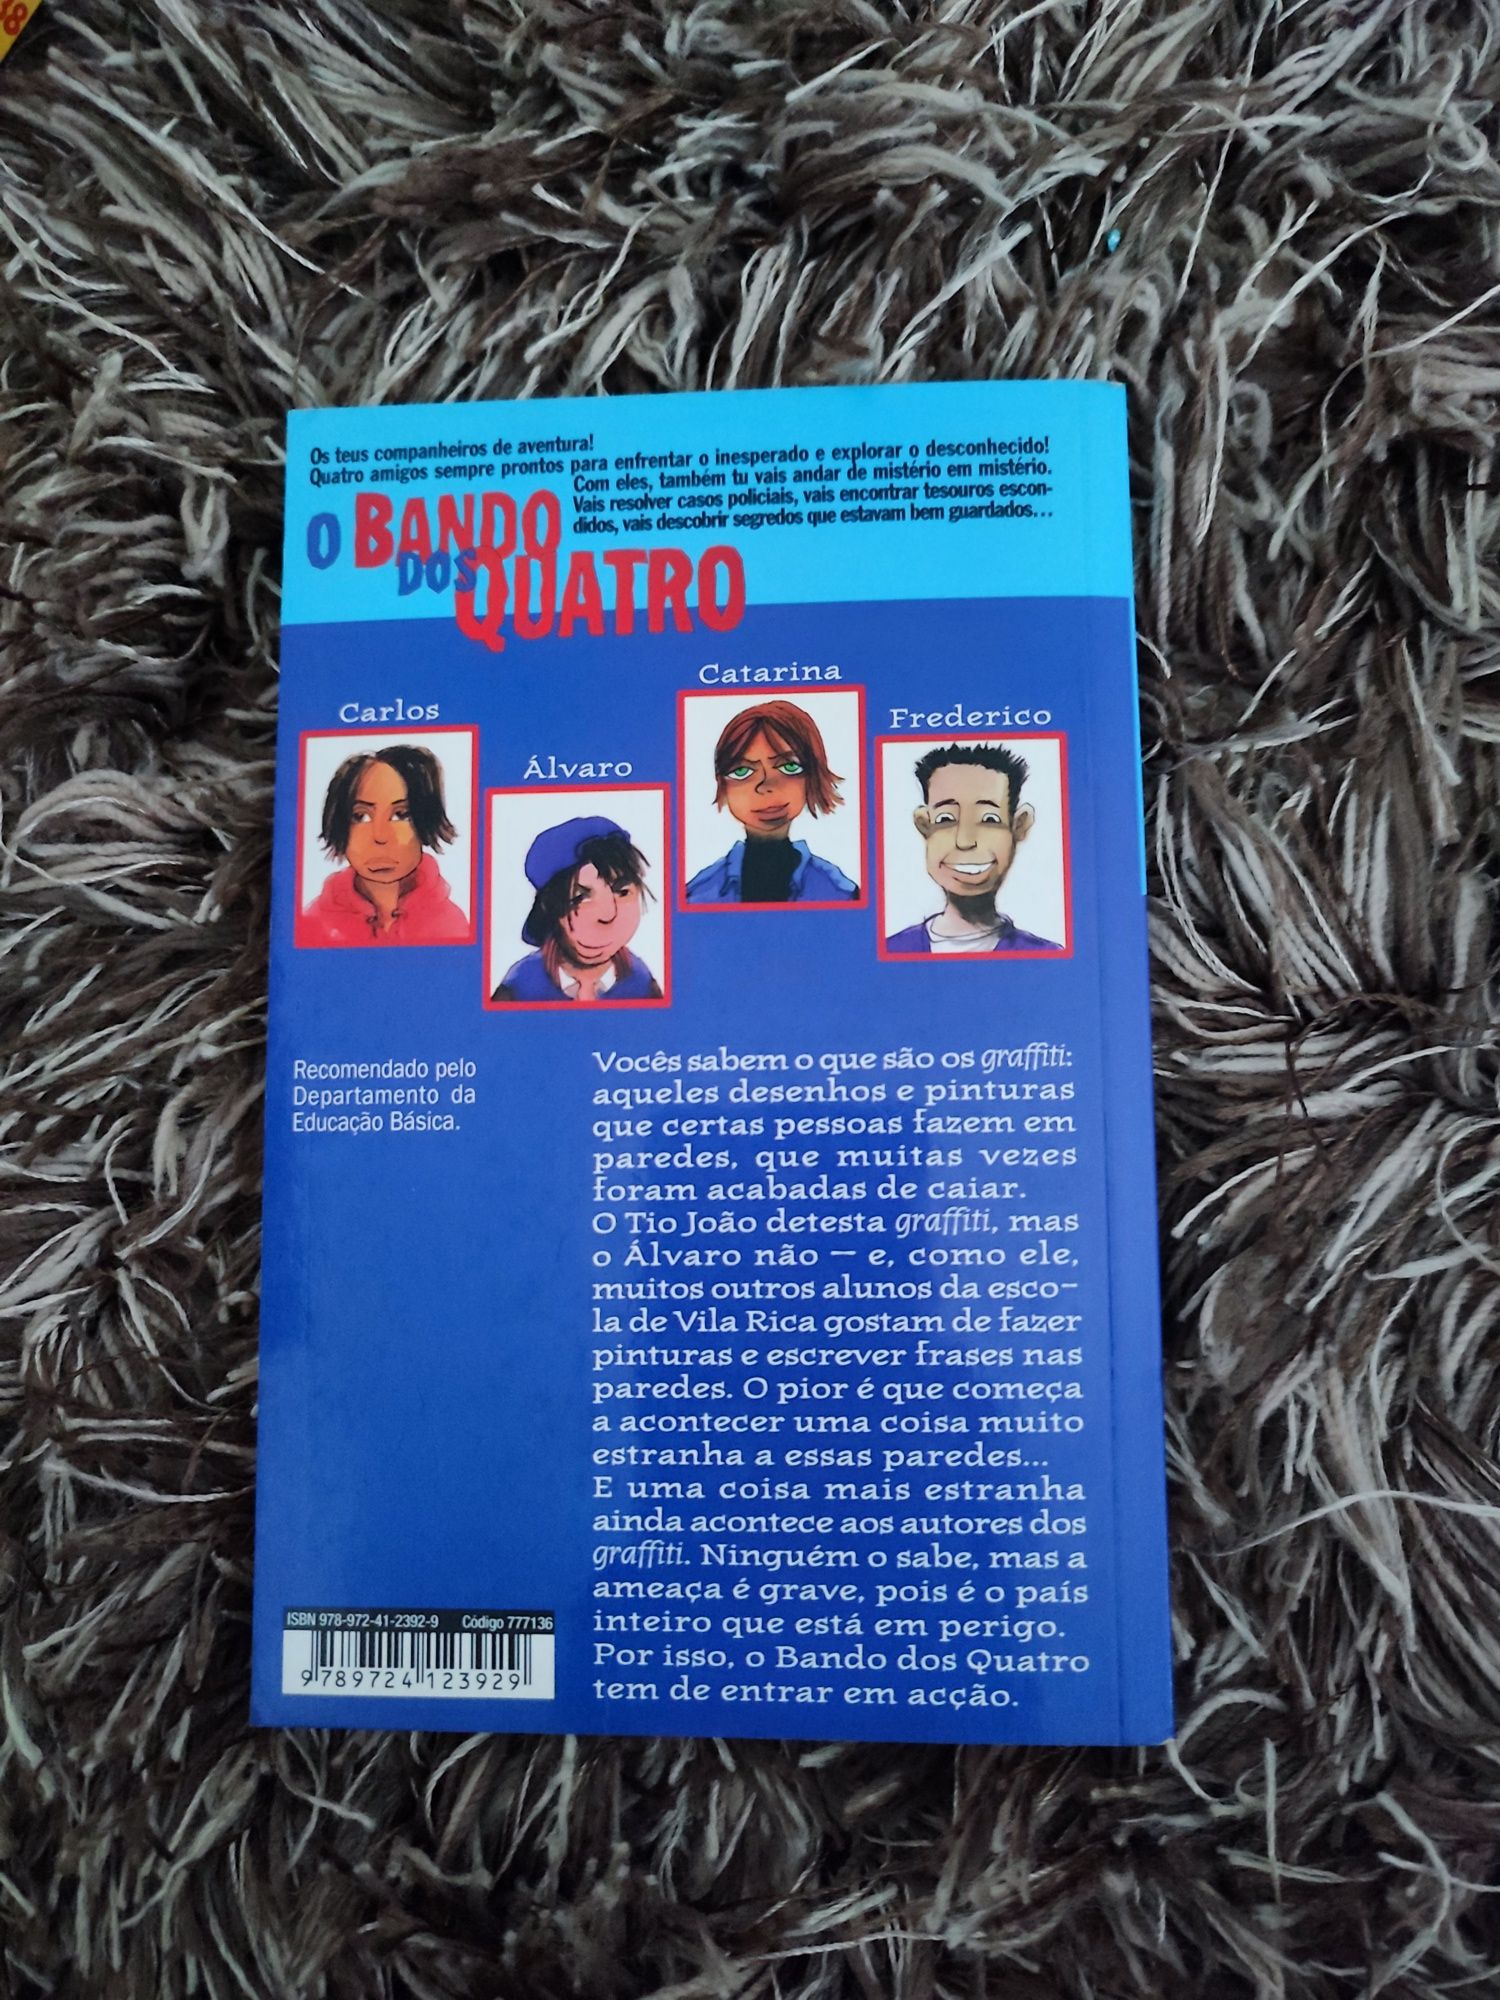 38
Os teus companheiros de aventura!
Quatro amigos sempre prontos para enfrentar o inesperado e explorar o desconhecido!
Com eles, também tu vais andar de mistério em mistério.
Vais resolver casos policiais, vais encontrar tesouros escon-
didos, vais descobrir segredos que estavam bem guardados...
O BANDO
DOS QUATRO
Carlos
Álvaro
Catarina
Frederico
Recomendado pelo
Departamento da
Educação Básica.
Vocês sabem o que são os graffiti:
aqueles desenhos e pinturas
que certas pessoas fazem em
paredes, que muitas vezes
foram acabadas de caiar.
O Tio João detesta graffiti, mas
o Álvaro não — e, como ele,
muitos outros alunos da esco-
la de Vila Rica gostam de fazer
pinturas e escrever frases nas
paredes. O pior é que começa
a acontecer uma coisa muito
estranha a essas paredes...
E uma coisa mais estranha
ainda acontece aos autores dos
graffiti. Ninguém o sabe, mas a
ameaça é grave, pois é o país
inteiro que está em perigo.
Por isso, o Bando dos Quatro
tem de entrar em acção.
ISBN 978-972-41-2392-9 Código 777136
9 789724 123929